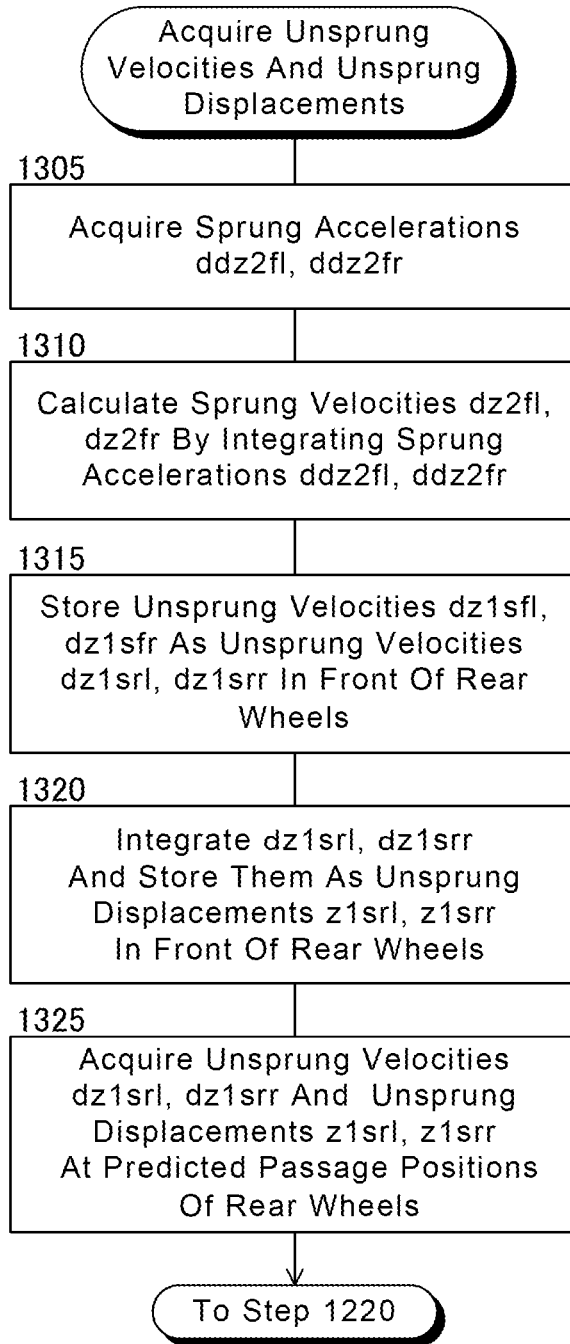 Acquire Unsprung
Velocities And Unsprung
Displacements
1305
Acquire Sprung Accelerations
ddz2fl, ddz2fr
1310
Calculate Sprung Velocities dz2fl,
dz2fr By Integrating Sprung
Accelerations ddz2fl, ddz2fr
1315
Store Unsprung Velocities dz1sfl,
dz1sfr As Unsprung Velocities
dz1srl, dz1srr In Front Of Rear
Wheels
1320
Integrate dz1srl, dz1srr
And Store Them As Unsprung
Displacements z1srl, z1srr
In Front Of Rear Wheels
1325
Acquire Unsprung Velocities
dz1srl, dz1srr And Unsprung
Displacements z1srl, z1srr
At Predicted Passage Positions
Of Rear Wheels
To Step 1220